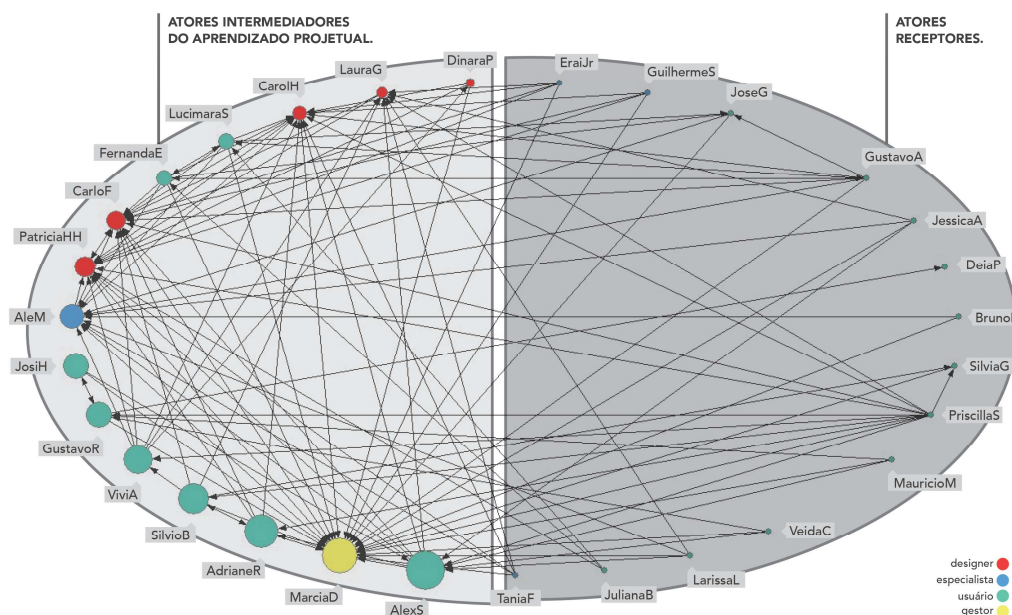 ATORES INTERMEDIADORES
DO APRENDIZADO PROJETUAL.
ATORES
RECEPTORES.
DinaraP
EraiJr
LauraG
GuilhermeS
CarolH
JoseG
LucimaraS
FernandaE
GustavoA
CarloF
JessicaA
PatriciaHH
DeiaP
AleM
JosiH
SilviaG
GustavoR
PriscillaS
ViviA
MauricioM
SilvioB
VeidaC
AdrianeR
LarissaL
MarciaD
TaniaF
JulianaB
AlexS
designer
especialista
usuário
gestor